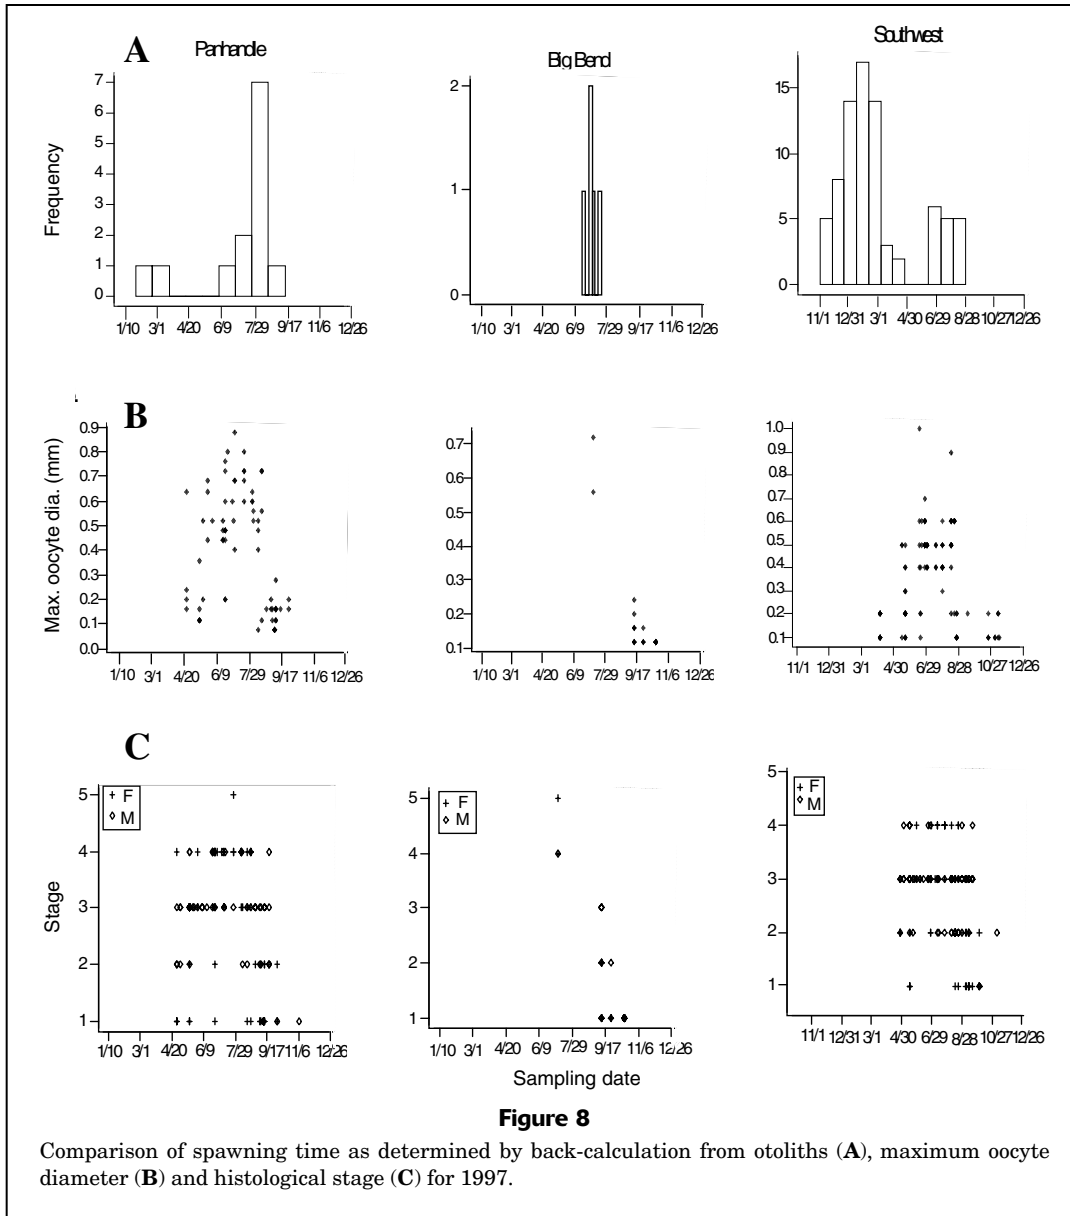 A
Panhandle
Big Bend
Southwest
Frequency
7
6
5
4
3
2
1
0
1/10 3/1 4/20 6/9 7/29 9/17 11/6 12/26
2
1
0
1/10 3/1 4/20 6/9 7/29 9/17 11/6 12/26
15
10
5
0
11/1 12/31 3/1 4/30 6/29 8/28 10/27 12/26
B
Max. oocyte dia. (mm)
0.9
0.8
0.7
0.6
0.5
0.4
0.3
0.2
0.1
0.0
1/10 3/1 4/20 6/9 7/29 9/17 11/6 12/26
0.7
0.6
0.5
0.4
0.3
0.2
0.1
1/10 3/1 4/20 6/9 7/29 9/17 11/6 12/26
1.0
0.9
0.8
0.7
0.6
0.5
0.4
0.3
0.2
0.1
11/1 12/31 3/1 4/30 6/29 8/28 10/27 12/26
C
Stage
F
M
5
4
3
2
1
1/10 3/1 4/20 6/9 7/29 9/17 11/6 12/26
F
M
5
4
3
2
1
1/10 3/1 4/20 6/9 7/29 9/17 11/6 12/26
F
M
5
4
3
2
1
11/1 12/31 3/1 4/30 6/29 8/28 10/27 12/26
Sampling date
Figure 8
Comparison of spawning time as determined by back-calculation from otoliths (A), maximum oocyte
diameter (B) and histological stage (C) for 1997.